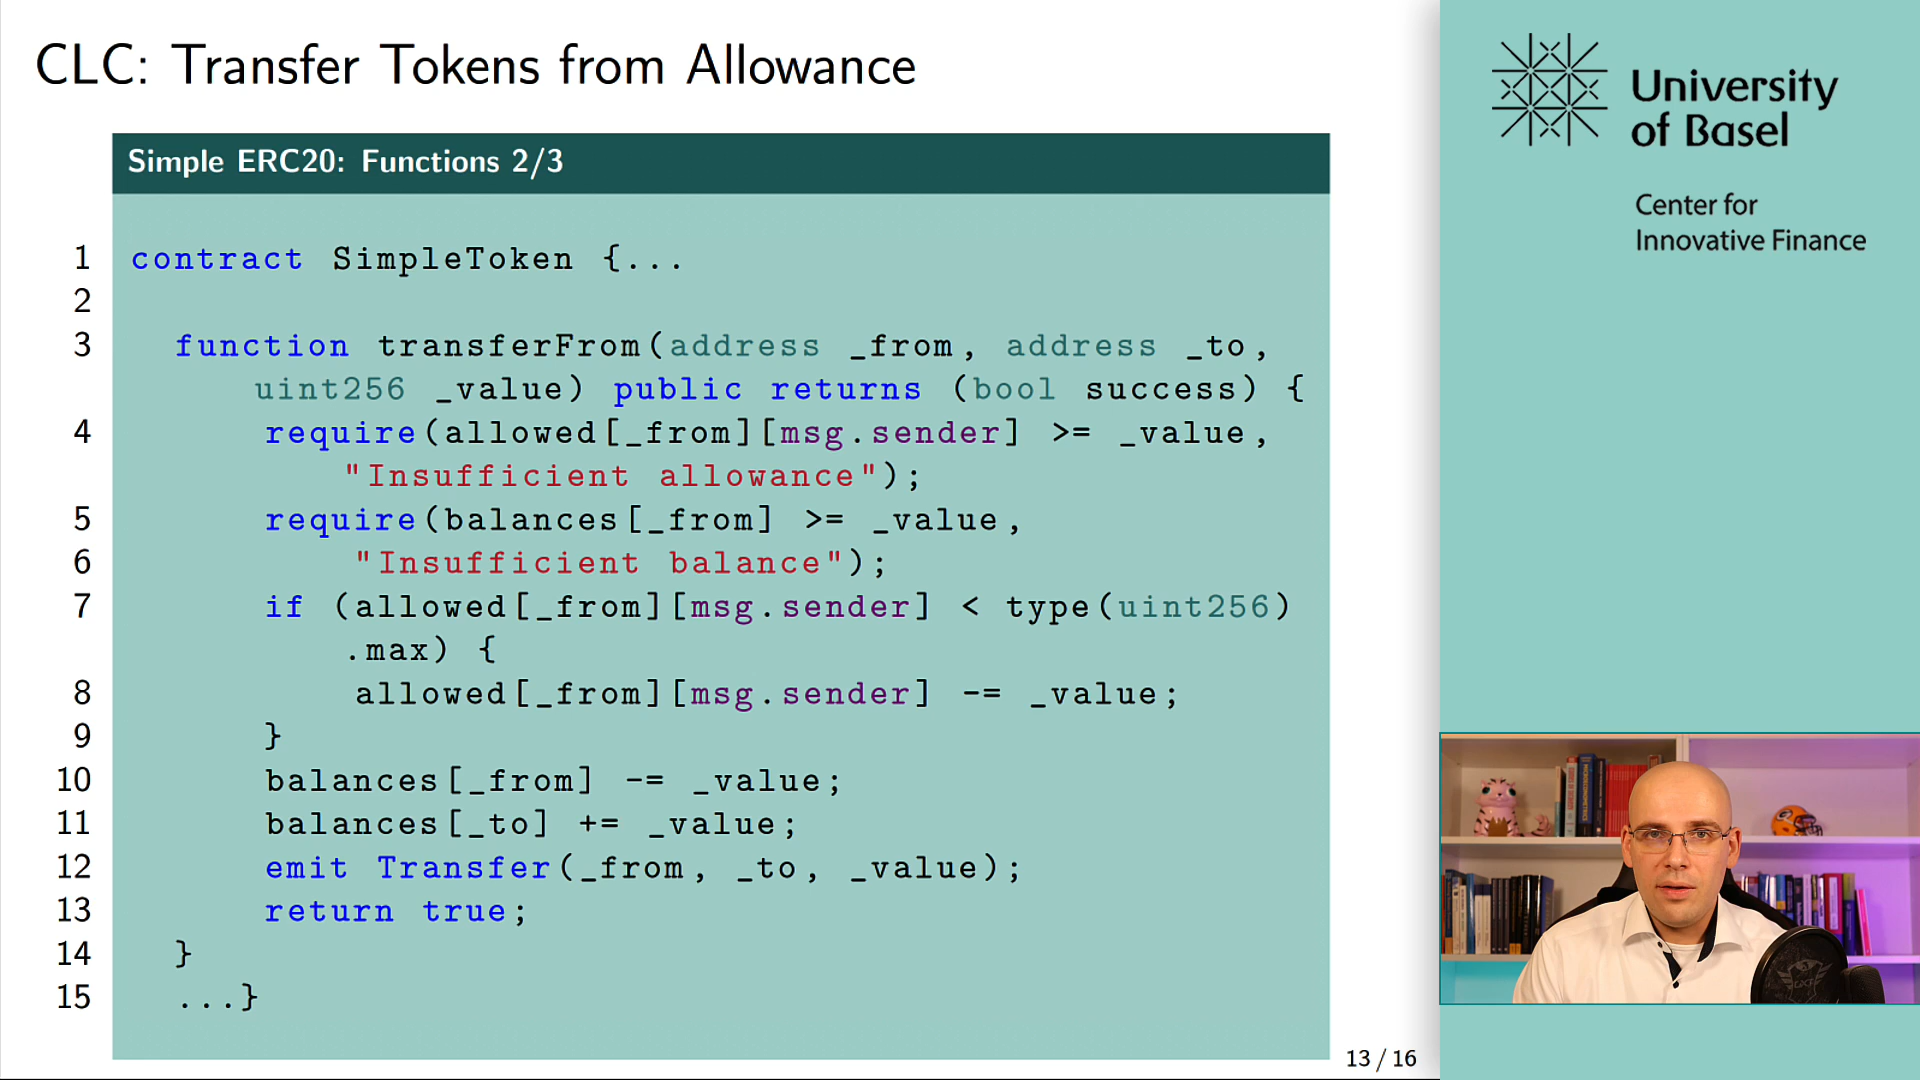 CLC: Transfer Tokens from Allowance
Simple ERC20: Functions 2/3
1 contract SimpleToken {...
2
3 function transferFrom(address _from, address _to,
uint256 _value) public returns (bool success) {
4 require(allowed[_from][msg.sender] >= _value,
"Insufficient allowance");
5 require(balances[_from] >= _value,
6 "Insufficient balance");
7 if (allowed[_from][msg.sender] < type(uint256)
.max) {
8 allowed[_from][msg.sender] -= _value;
9 }
10 balances[_from] -= _value;
11 balances[_to] += _value;
12 emit Transfer(_from, _to, _value);
13 return true;
14 }
15 ...}
13 / 16
University
of Basel
Center for
Innovative Finance